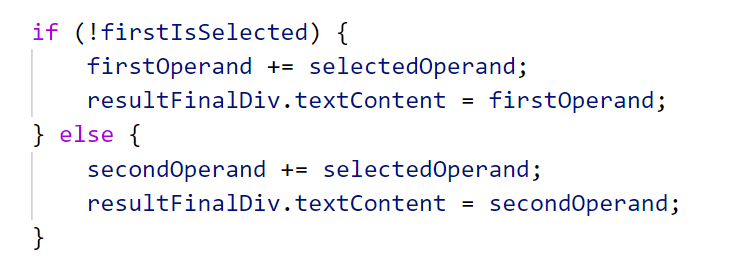 if (!firstIsSelected) {
    firstOperand += selectedOperand;
    resultFinalDiv.textContent = firstOperand;
} else {
    secondOperand += selectedOperand;
    resultFinalDiv.textContent = secondOperand;
}